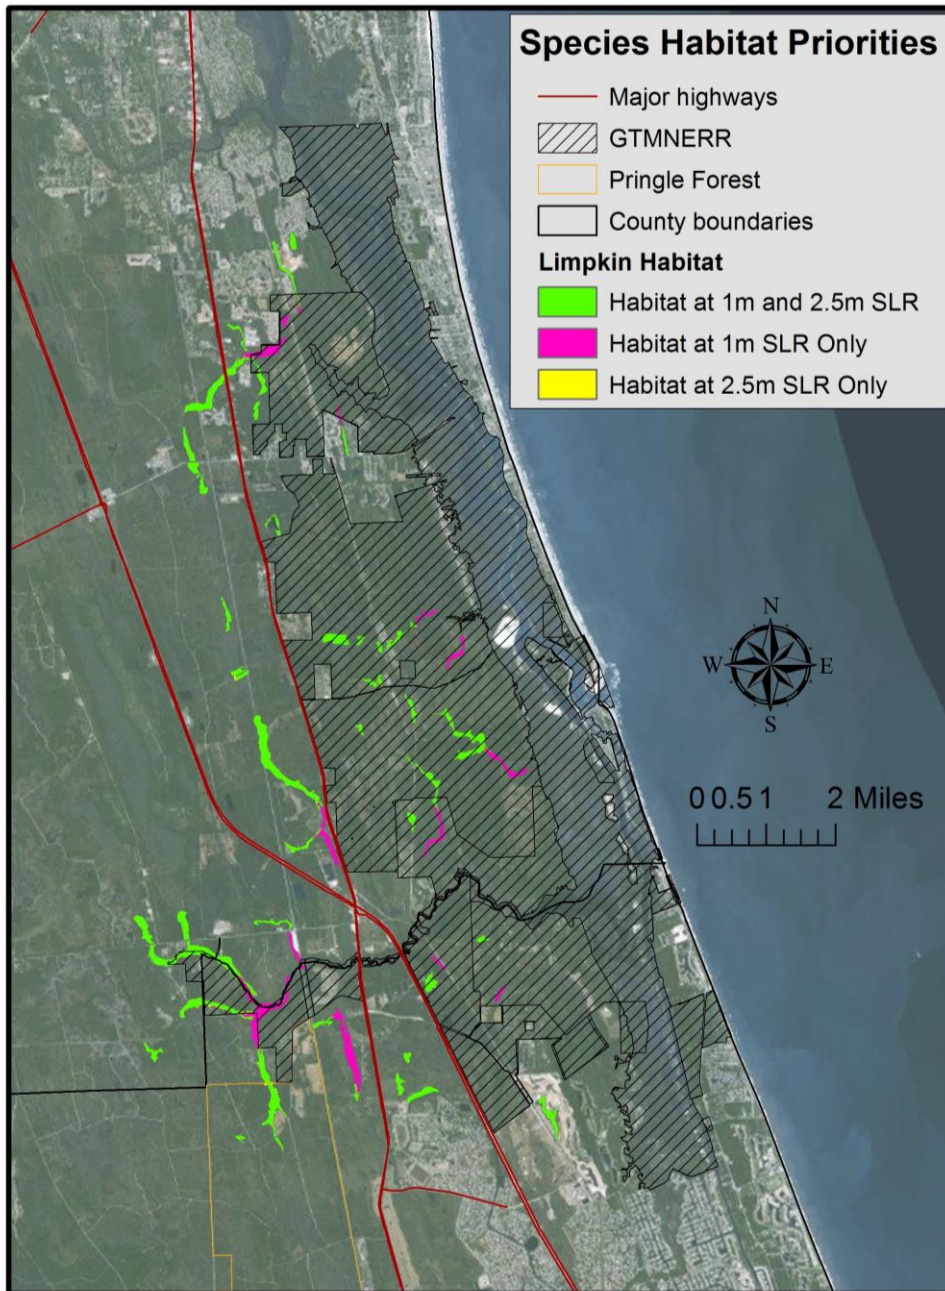 Species Habitat Priorities
Major highways
GTMNERR
Pringle Forest
County boundaries
Limpkin Habitat
Habitat at 1m and 2.5m SLR
Habitat at 1m SLR Only
Habitat at 2.5m SLR Only
N
W E
S
0 0.5 1 2 Miles